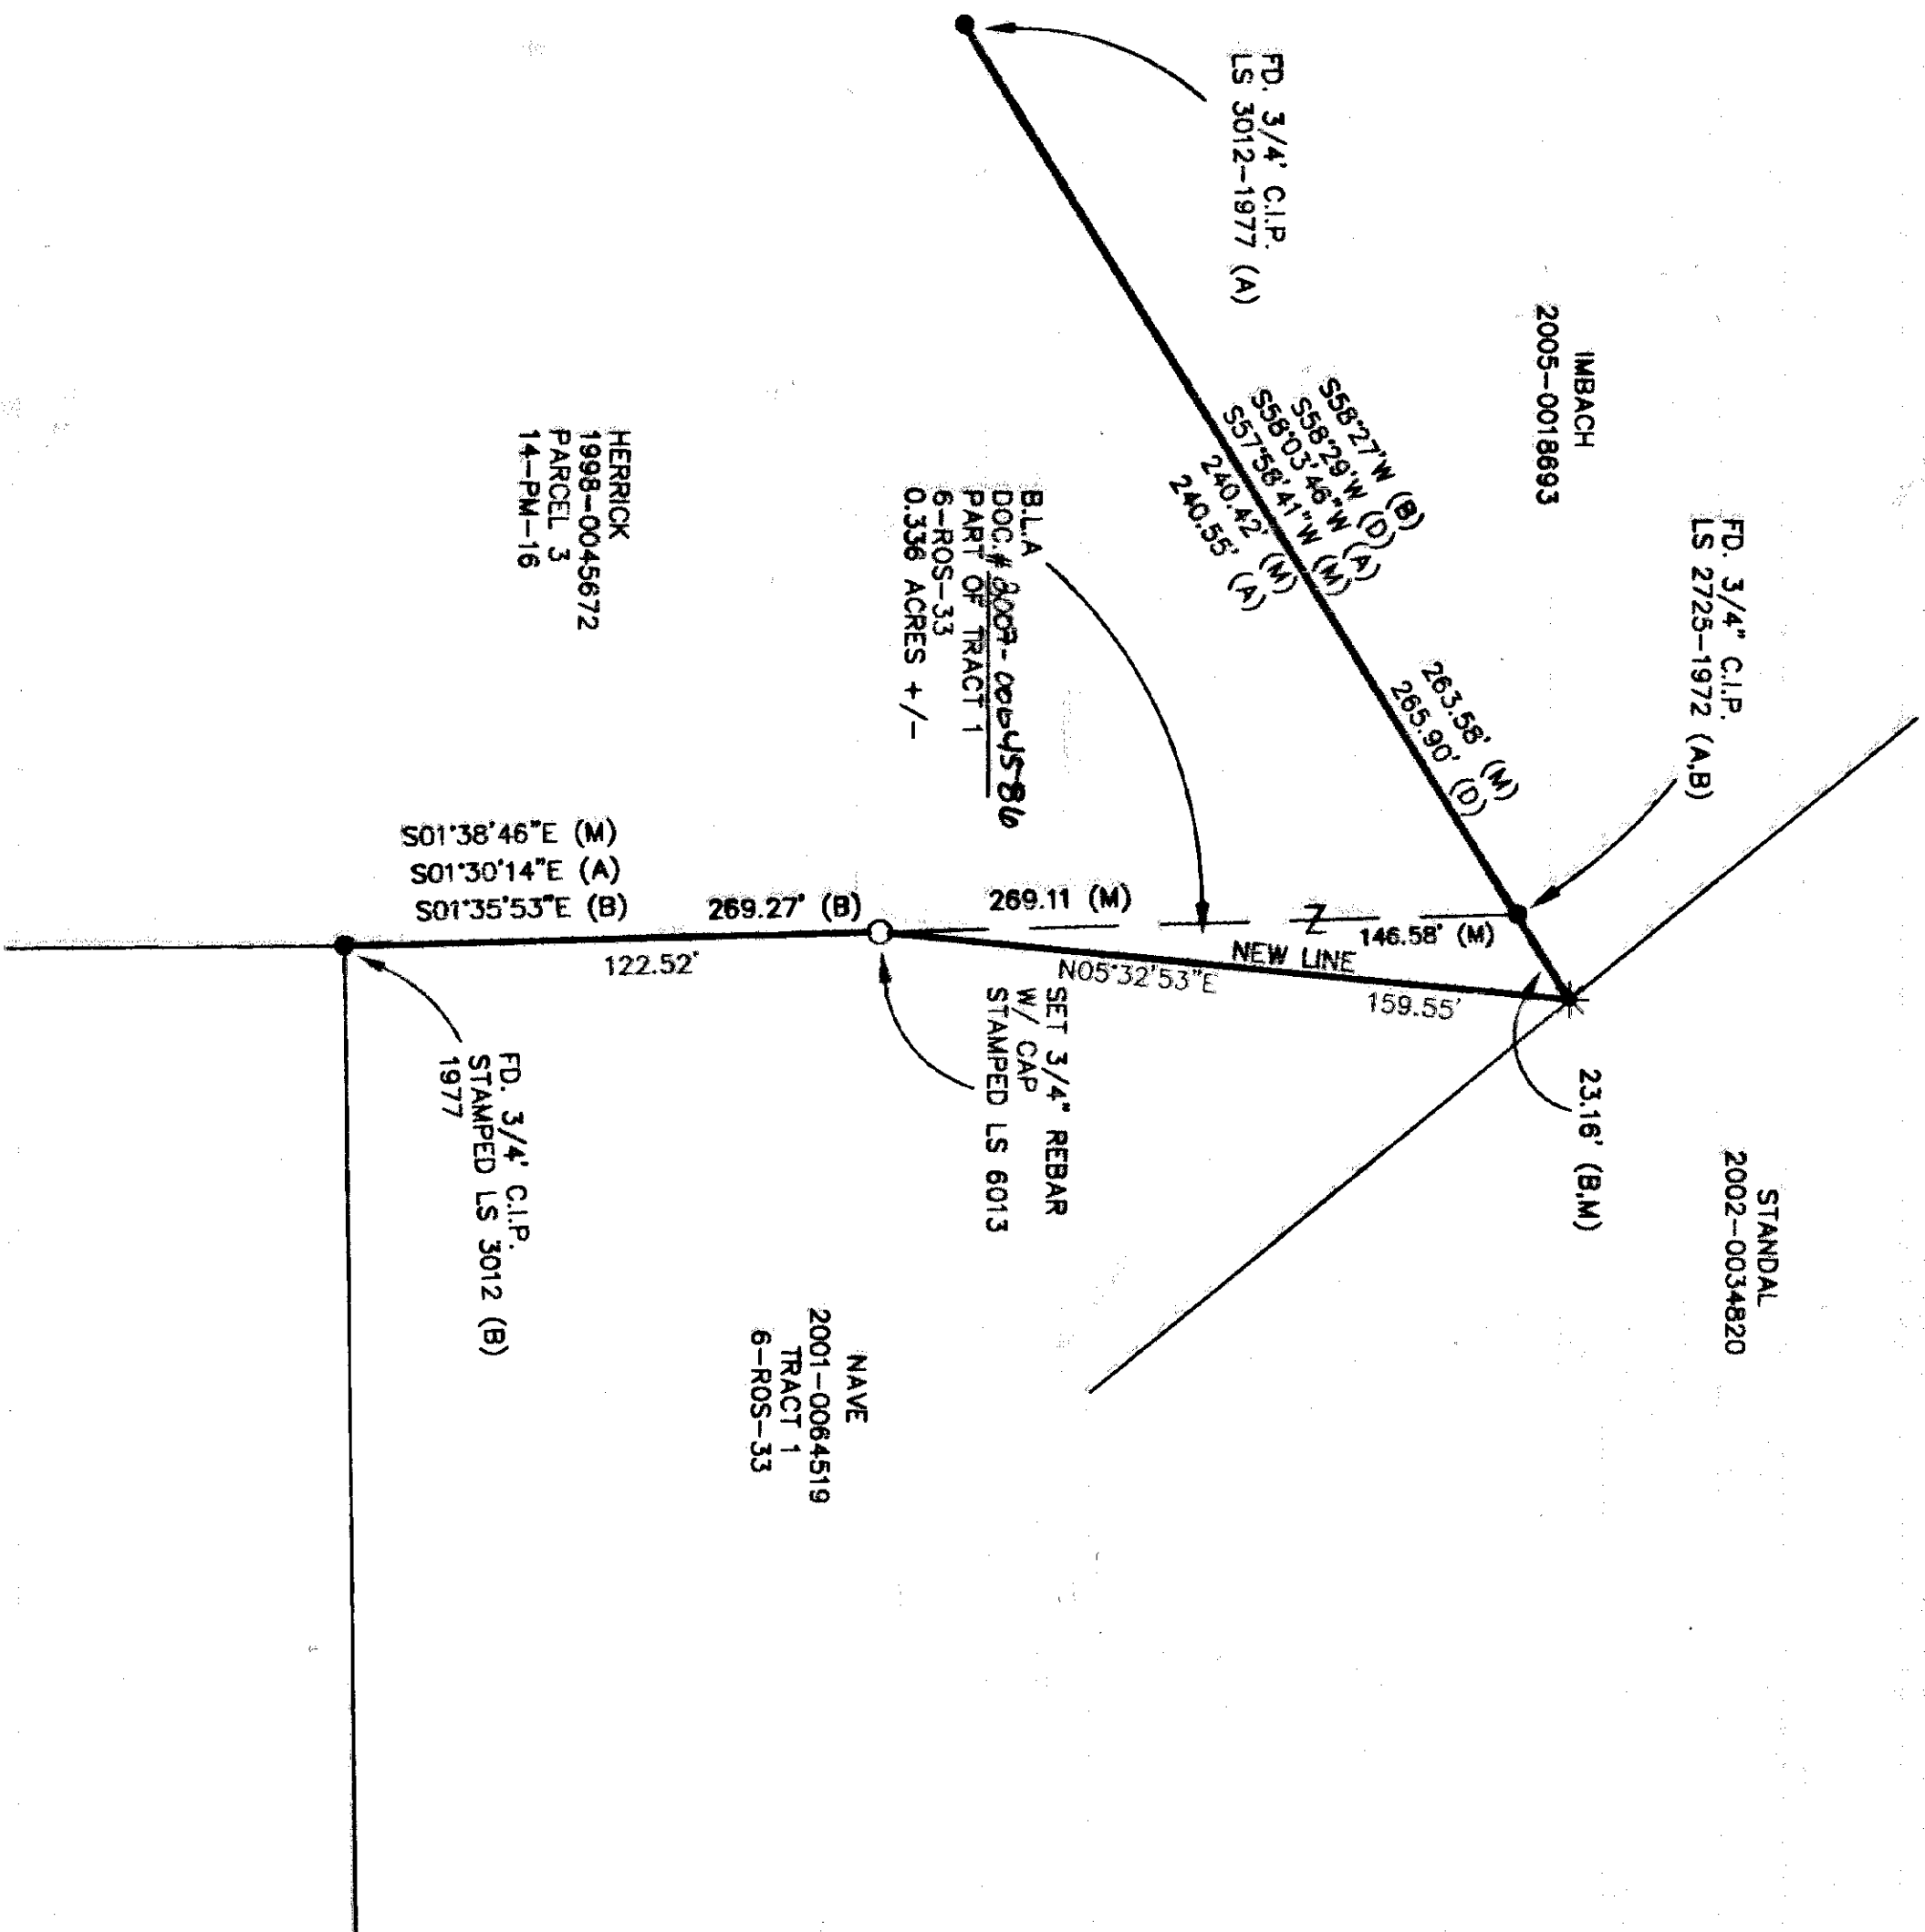 FD. 3/4' C.I.P.
LS 3012-1977 (A)
IMBACH
2005-0018693
FD. 3/4" C.I.P.
LS 2725-1972 (A,B)
S58°27'W (B)
S58°29'W (D)
S58°03'46"W (A)
S57°58'41"W (M)
240.42' (M)
240.55' (A)
263.58' (M)
265.90' (D)
B.L.A
DOC.# 2007-0064586
PART OF TRACT 1
6-ROS-33
0.336 ACRES +/-
HERRICK
1998-0045672
PARCEL 3
14-PM-16
S01°38'46"E (M)
S01°30'14"E (A)
S01°35'53"E (B)
269.27' (B)
269.11 (M)
122.52'
146.58' (M)
NEW LINE
N05°32'53"E
159.55'
23.16' (B,M)
STANDAL
2002-0034820
SET 3/4" REBAR
W/ CAP
STAMPED LS 6013
FD. 3/4' C.I.P.
STAMPED LS 3012 (B)
1977
NAVE
2001-0064519
TRACT 1
6-ROS-33